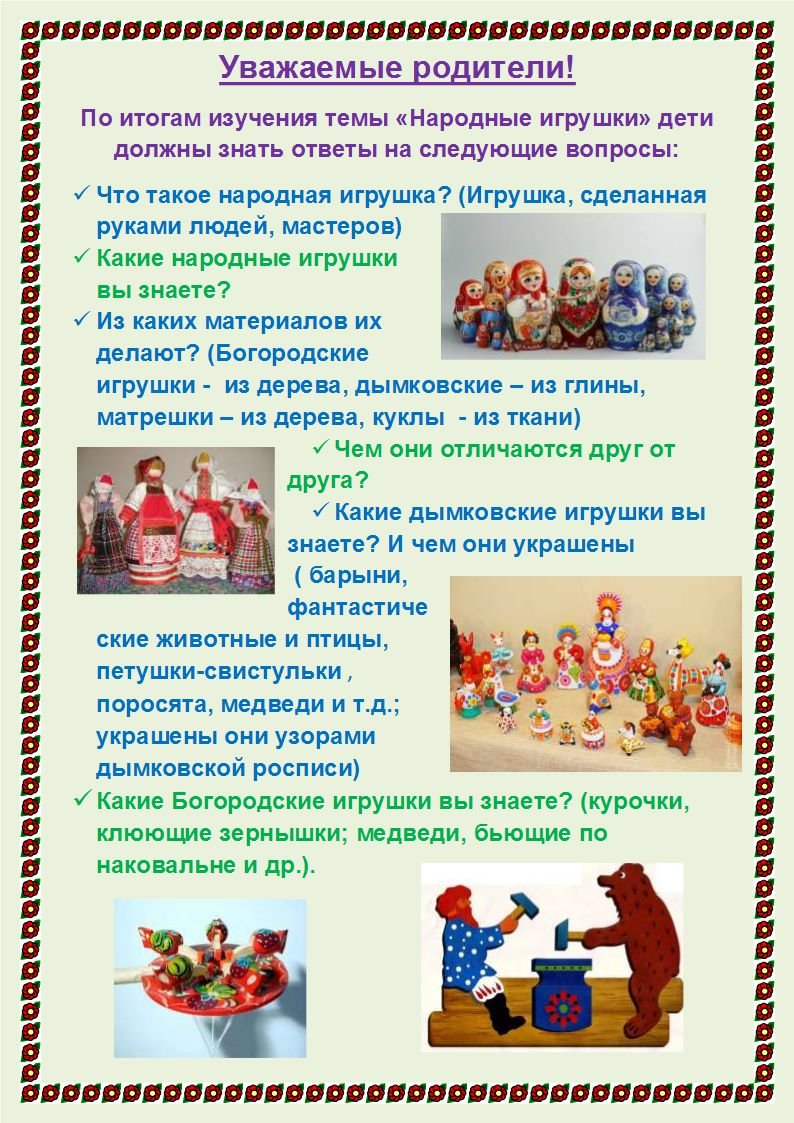 Уважаемые родители!
По итогам изучения темы «Народные игрушки» дети
должны знать ответы на следующие вопросы:
✓ Что такое народная игрушка? (Игрушка, сделанная
руками людей, мастеров)
✓ Какие народные игрушки
вы знаете?
✓ Из каких материалов их
делают? (Богородские
игрушки - из дерева, дымковские – из глины,
матрешки – из дерева, куклы - из ткани)
✓ Чем они отличаются друг от
друга?
✓ Какие дымковские игрушки вы
знаете? И чем они украшены
( барыни,
фантастиче
ские животные и птицы,
петушки-свистульки ,
поросята, медведи и т.д.;
украшены они узорами
дымковской росписи)
✓ Какие Богородские игрушки вы знаете? (курочки,
клюющие зернышки; медведи, бьющие по
наковальне и др.).